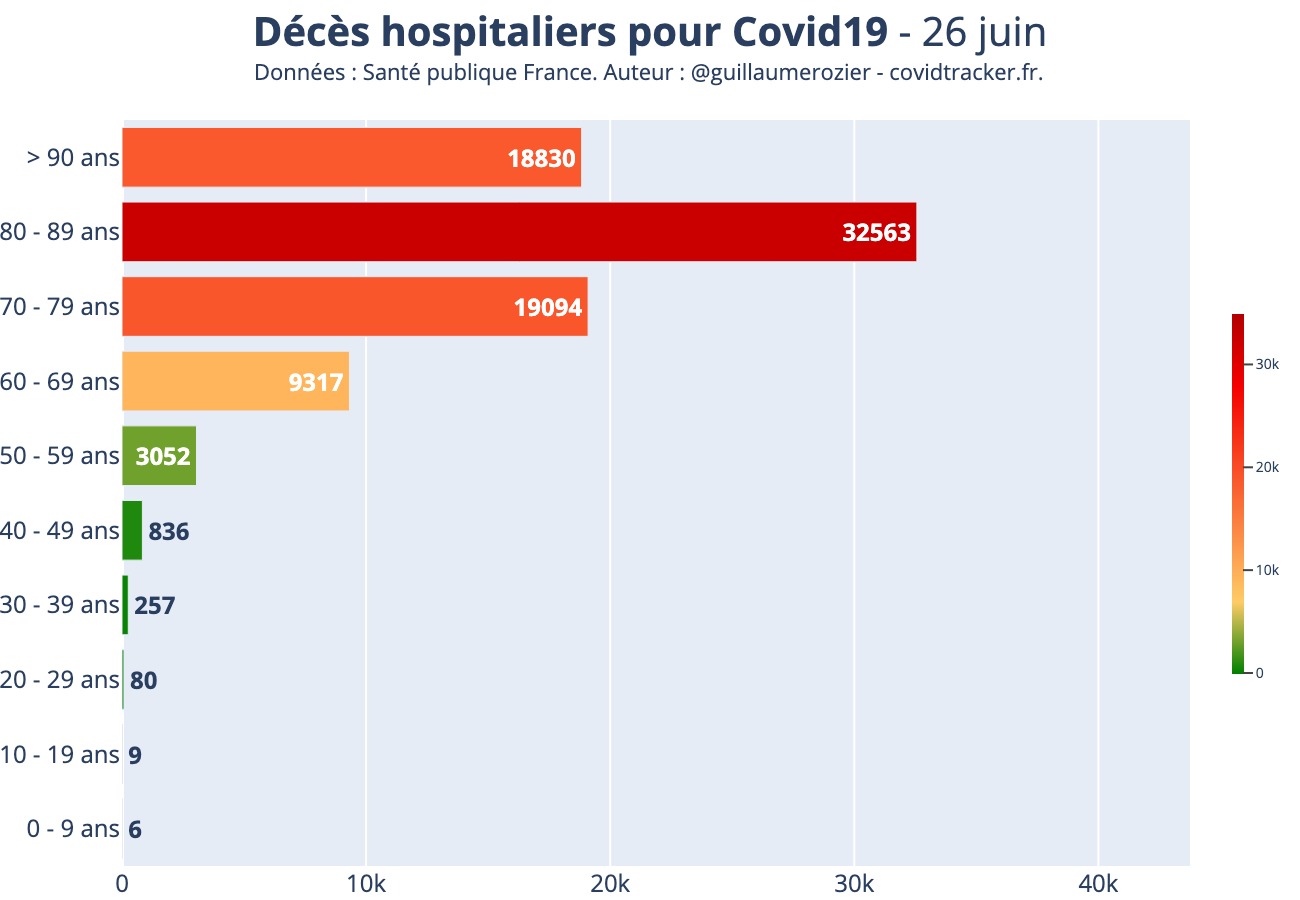 Décès hospitaliers pour Covid19 - 26 juin
Données : Santé publique France. Auteur : @guillaumerozier - covidtracker.fr.
> 90 ans 18830
80 - 89 ans 32563
70 - 79 ans 19094
60 - 69 ans 9317
50 - 59 ans 3052
40 - 49 ans 836
30 - 39 ans 257
20 - 29 ans 80
10 - 19 ans 9
0 - 9 ans 6
0 10k 20k 30k 40k
30k
20k
10k
0